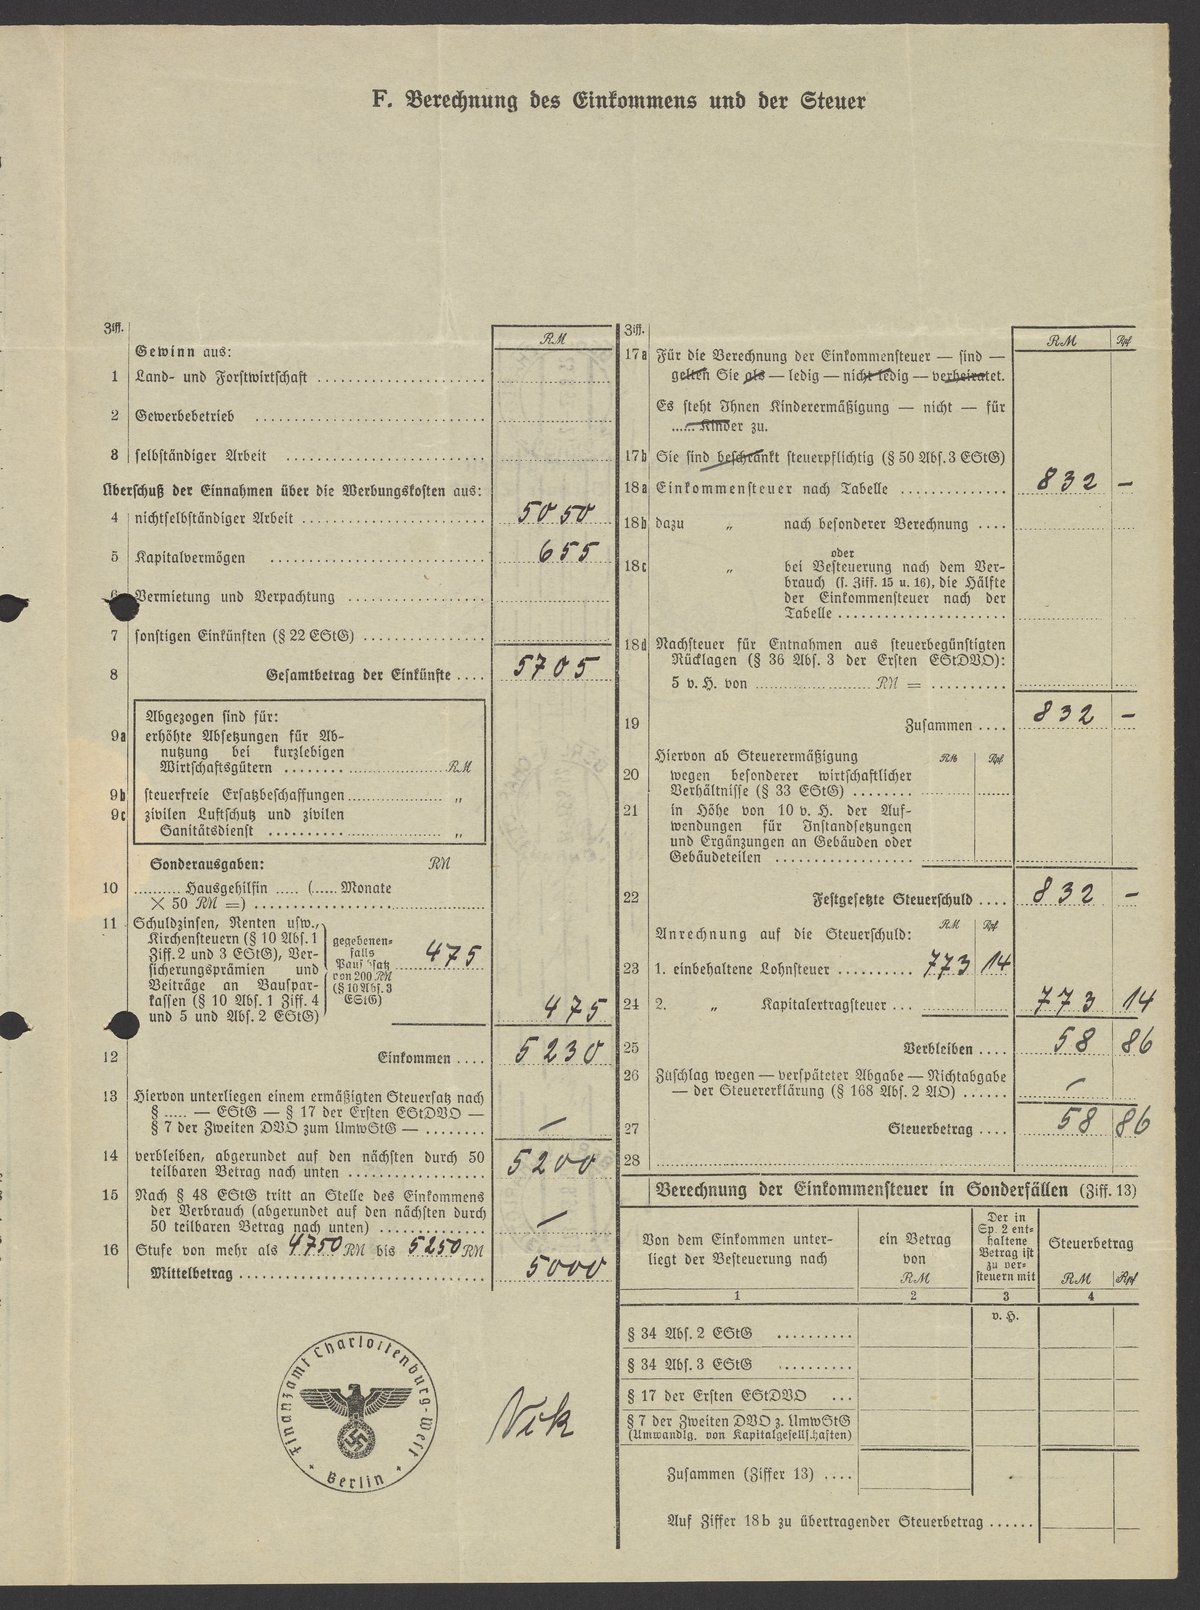 F. Berechnung des Einkommens und der Steuer
Ziff.
RM
Gewinn aus:
1 Land- und Forstwirtschaft
2 Gewerbebetrieb
3 selbständiger Arbeit
Überschuß der Einnahmen über die Werbungskosten aus:
4 nichtselbständiger Arbeit 5050
5 Kapitalvermögen 655
6 Vermietung und Verpachtung
7 sonstigen Einkünften (§ 22 EStG)
8 Gesamtbetrag der Einkünfte 5705
Abgezogen sind für:
9a erhöhte Absetzungen für Ab-
nutzung bei kurzlebigen
Wirtschaftsgütern RM
9b steuerfreie Ersatzbeschaffungen "
9c zivilen Luftschutz und zivilen
Sanitätsdienst "
Sonderausgaben: RM
10 Hausgehilfin (..... Monate
× 50 RM =)
11 Schuldzinsen, Renten usw.,
Kirchensteuern (§ 10 Abs. 1
Ziff. 2 und 3 EStG), Ver-
sicherungsprämien und
Beiträge an Bauspar-
kassen (§ 10 Abs. 1 Ziff. 4
und 5 und Abs. 2 EStG)
gegebenen-
falls
Pauschsatz
von 200 RM
(§ 10 Abs. 3
EStG)
475
475
12 Einkommen 5230
13 Hiervon unterliegen einem ermäßigten Steuersatz nach
§ ..... — EStG — § 17 der Ersten EStDVO —
§ 7 der Zweiten DVO zum UmwStG — —
14 verbleiben, abgerundet auf den nächsten durch 50
teilbaren Betrag nach unten 5200
15 Nach § 48 EStG tritt an Stelle des Einkommens
der Verbrauch (abgerundet auf den nächsten durch
50 teilbaren Betrag nach unten) —
16 Stufe von mehr als 4750 RM bis 5250 RM
Mittelbetrag 5000
Finanzamt Charlottenburg-West
Berlin
Ziff.
RM Rpf
17a Für die Berechnung der Einkommensteuer — sind —
gelten Sie als — ledig — nicht ledig — verheiratet.
Es steht Ihnen Kinderermäßigung — nicht — für
...... Kinder zu.
17b Sie sind beschränkt steuerpflichtig (§ 50 Abs. 3 EStG)
18a Einkommensteuer nach Tabelle 832 —
18b dazu " nach besonderer Berechnung
oder
18c " bei Besteuerung nach dem Ver-
brauch (s. Ziff. 15 u. 16), die Hälfte
der Einkommensteuer nach der
Tabelle
18d Nachsteuer für Entnahmen aus steuerbegünstigten
Rücklagen (§ 36 Abs. 3 der Ersten EStDVO):
5 v. H. von RM =
19 Zusammen 832 —
Hiervon ab Steuerermäßigung RM Rpf
20 wegen besonderer wirtschaftlicher
Verhältnisse (§ 33 EStG)
21 in Höhe von 10 v. H. der Auf-
wendungen für Instandsetzungen
und Ergänzungen an Gebäuden oder
Gebäudeteilen
22 Festgesetzte Steuerschuld 832 —
RM Rpf
Anrechnung auf die Steuerschuld:
23 1. einbehaltene Lohnsteuer 773 14
24 2. " Kapitalertragsteuer 773 14
25 Verbleiben 58 86
26 Zuschlag wegen — verspäteter Abgabe — Nichtabgabe
— der Steuererklärung (§ 168 Abs. 2 AO) —
27 Steuerbetrag 58 86
28
Berechnung der Einkommensteuer in Sonderfällen (Ziff. 13)
Von dem Einkommen unter-
liegt der Besteuerung nach
ein Betrag
von
RM
Der in
Sp. 2 ent-
haltene
Betrag ist
zu ver-
steuern mit
Steuerbetrag
RM Rpf
1 2 3 4
v. H.
§ 34 Abs. 2 EStG
§ 34 Abs. 3 EStG
§ 17 der Ersten EStDVO
§ 7 der Zweiten DVO z. UmwStG
(Umwandlg. von Kapitalgesellschaften)
Zusammen (Ziffer 13)
Auf Ziffer 18b zu übertragender Steuerbetrag